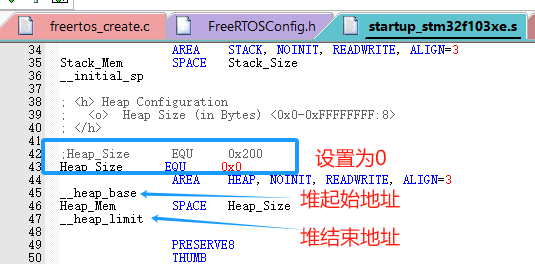 freertos_create.c FreeRTOSConfig.h startup_stm32f103xe.s
34 AREA STACK, NOINIT, READWRITE, ALIGN=3
35 Stack_Mem SPACE Stack_Size
36 __initial_sp
37
38 ; <h> Heap Configuration
39 ; <o> Heap Size (in Bytes) <0x0-0xFFFFFFFF:8>
40 ; </h>
41
42 ;Heap_Size EQU 0x200 设置为0
43 Heap_Size EQU 0x0
44 AREA HEAP, NOINIT, READWRITE, ALIGN=3
45 __heap_base 堆起始地址
46 Heap_Mem SPACE Heap_Size
47 __heap_limit 堆结束地址
48
49 PRESERVE8
50 THUMB